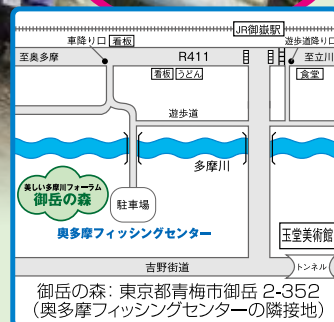 JR御嶽駅
車降り口 看板
遊歩道降り口
至奥多摩
R411
至立川
看板 うどん
食堂
遊歩道
多摩川
美しい多摩川フォーラム
御岳の森
駐車場
奥多摩フィッシングセンター
玉堂美術館
吉野街道
トンネル
御岳の森: 東京都青梅市御岳 2-352
(奥多摩フィッシングセンターの隣接地)